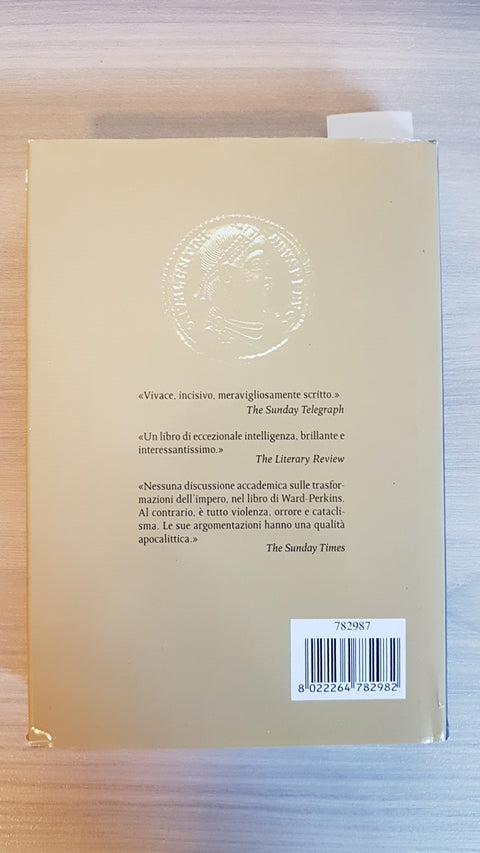 «Vivace, incisivo, meravigliosamente scritto.»
The Sunday Telegraph
«Un libro di eccezionale intelligenza, brillante e
interessantissimo.»
The Literary Review
«Nessuna discussione accademica sulle trasfor-
mazioni dell'impero, nel libro di Ward-Perkins.
Al contrario, è tutto violenza, orrore e catacli-
sma. Le sue argomentazioni hanno una qualità
apocalittica.»
The Sunday Times
782987
8 022264 782982